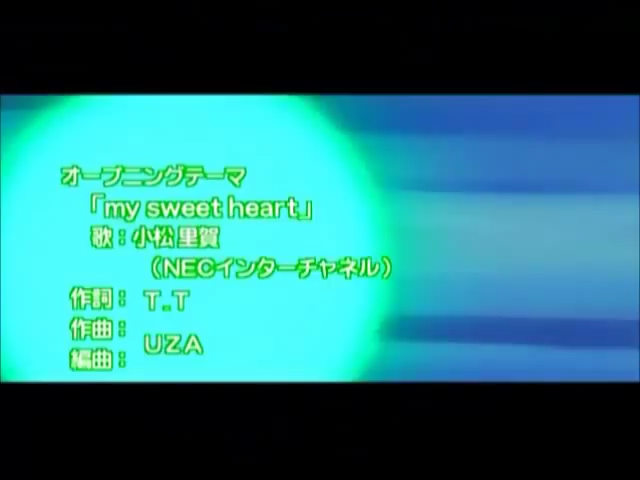 オープニングテーマ
「my sweet heart」
歌：小松里賀
（NECインターチャネル）
作詞： T.T
作曲：
編曲： UZA